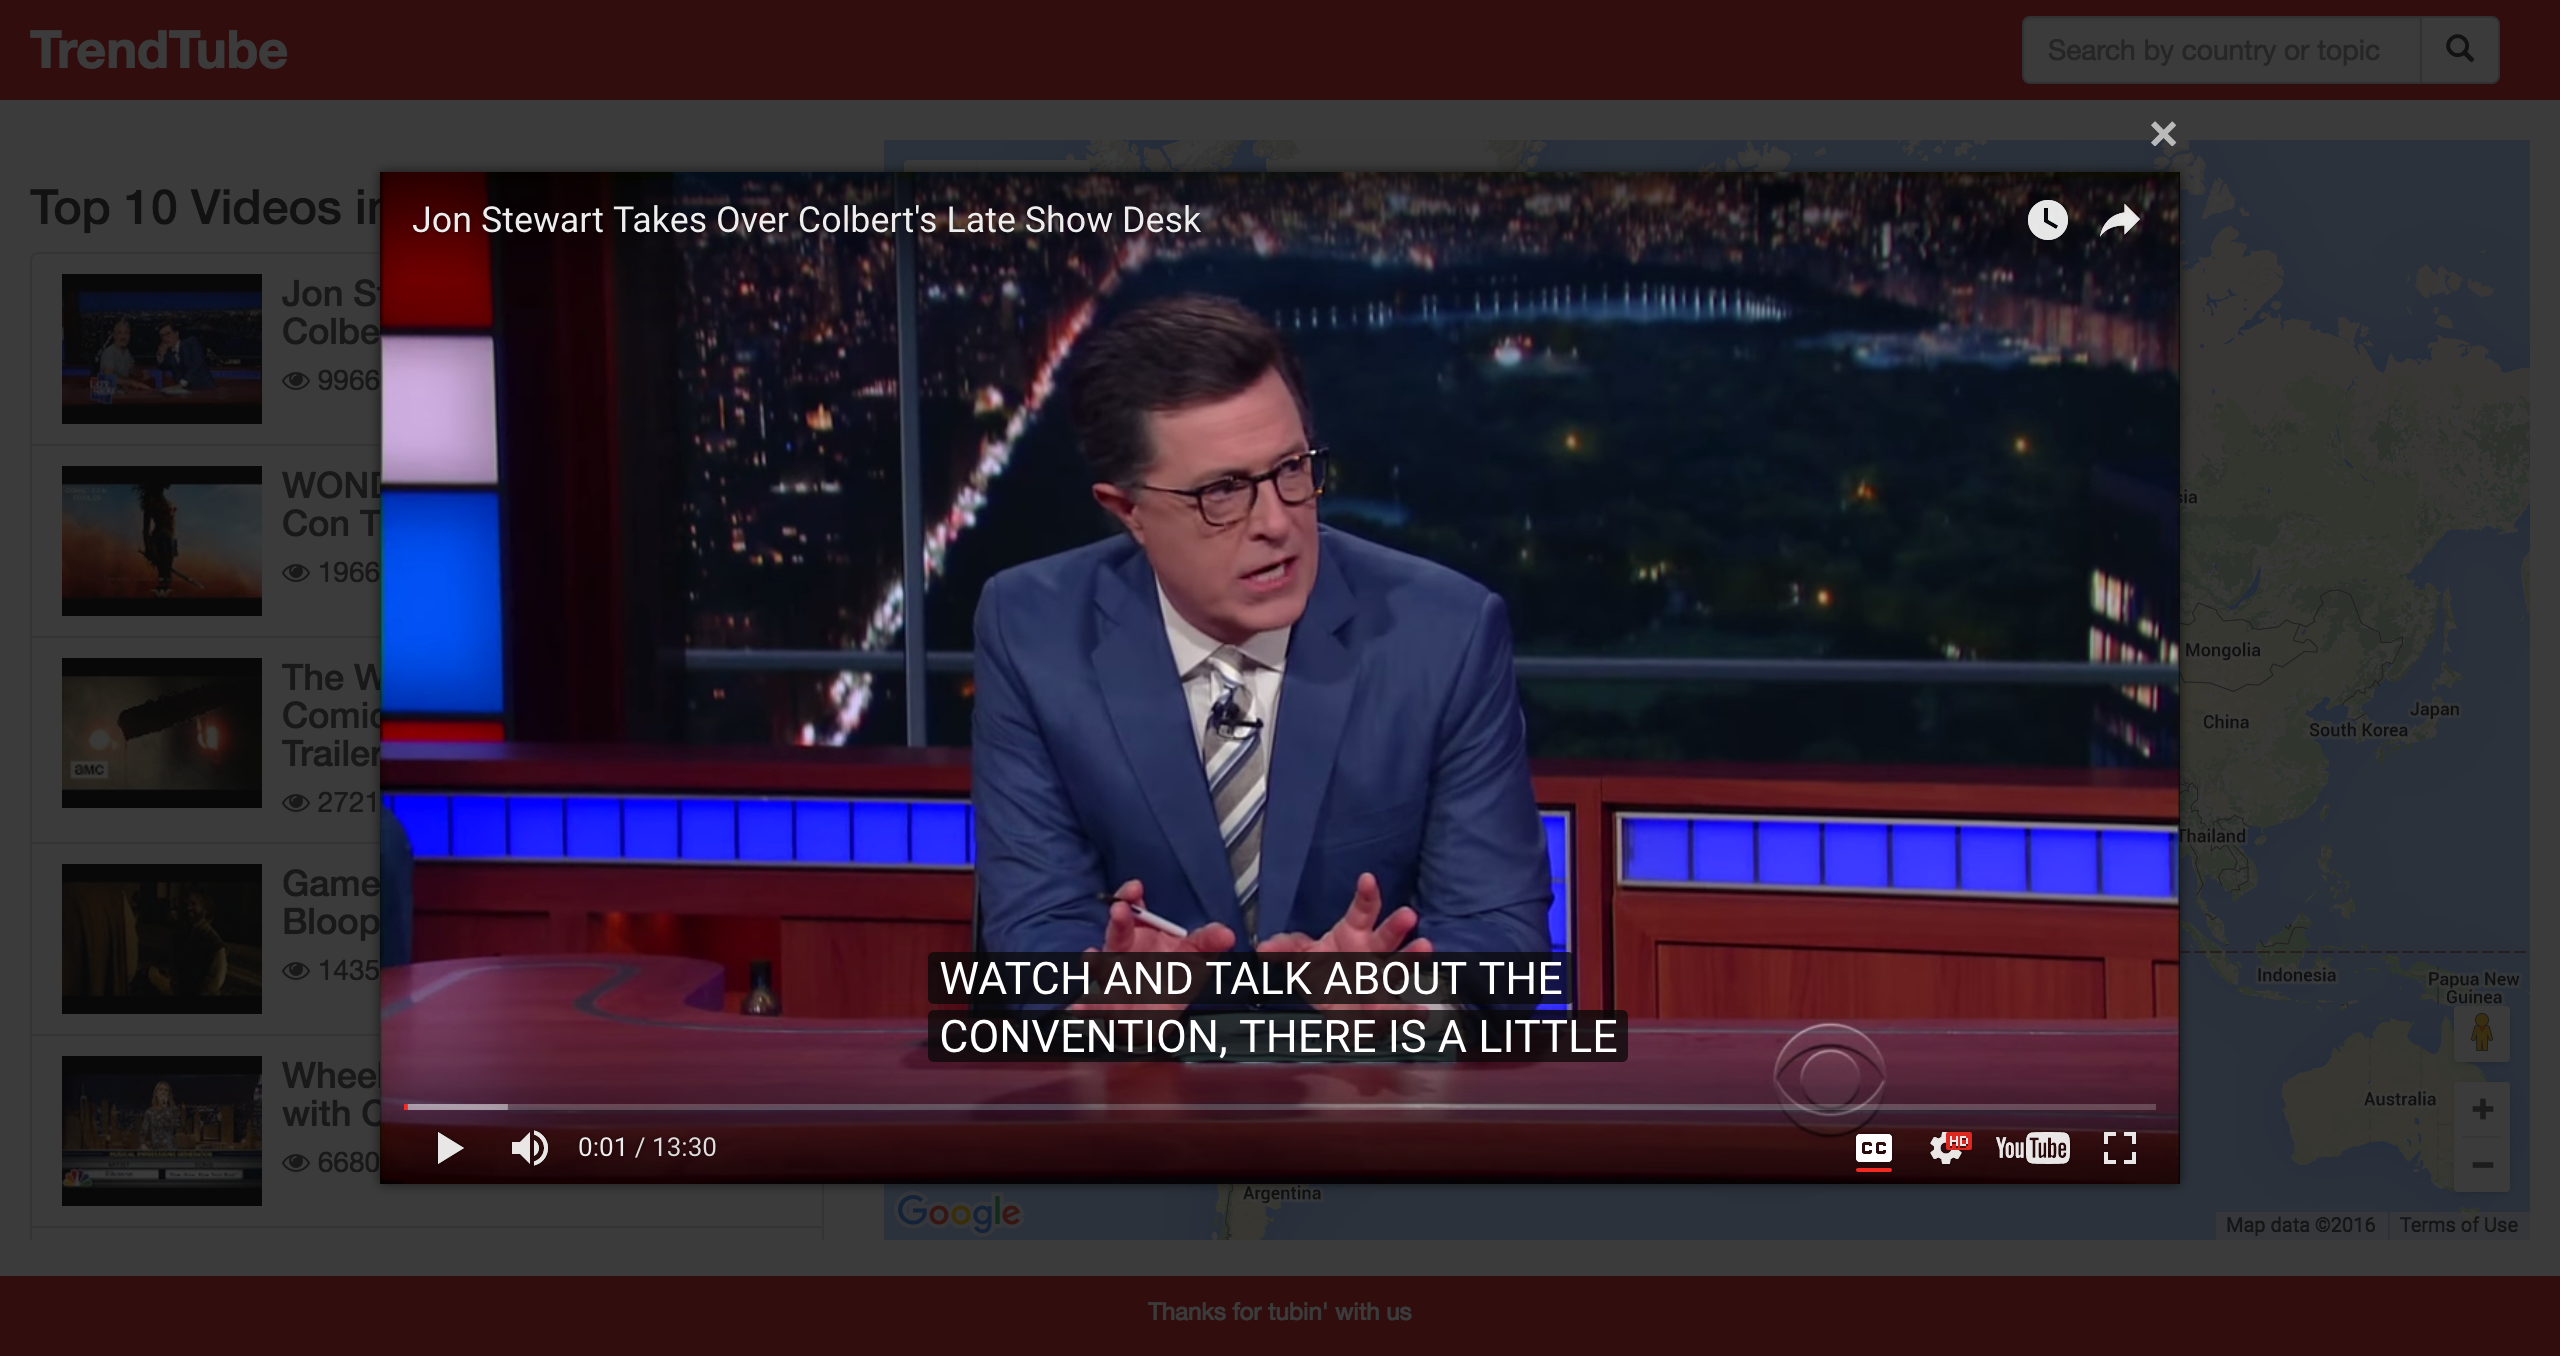 TrendTube
Search by country or topic
Top 10 Videos in
Jon Stewart Takes Over Colbert's Late Show Desk
Jon S
Colbe
9966
WOND
Con T
1966
The W
Comic
Trailer
2721
aMC
Game
Bloop
1435
Wheel
with C
6680
WATCH AND TALK ABOUT THE
CONVENTION, THERE IS A LITTLE
0:01 / 13:30
CC
HD
YouTube
Mongolia
China
Japan
South Korea
Thailand
Indonesia
Papua New
Guinea
Australia
Argentina
Google
Map data ©2016
Terms of Use
Thanks for tubin' with us